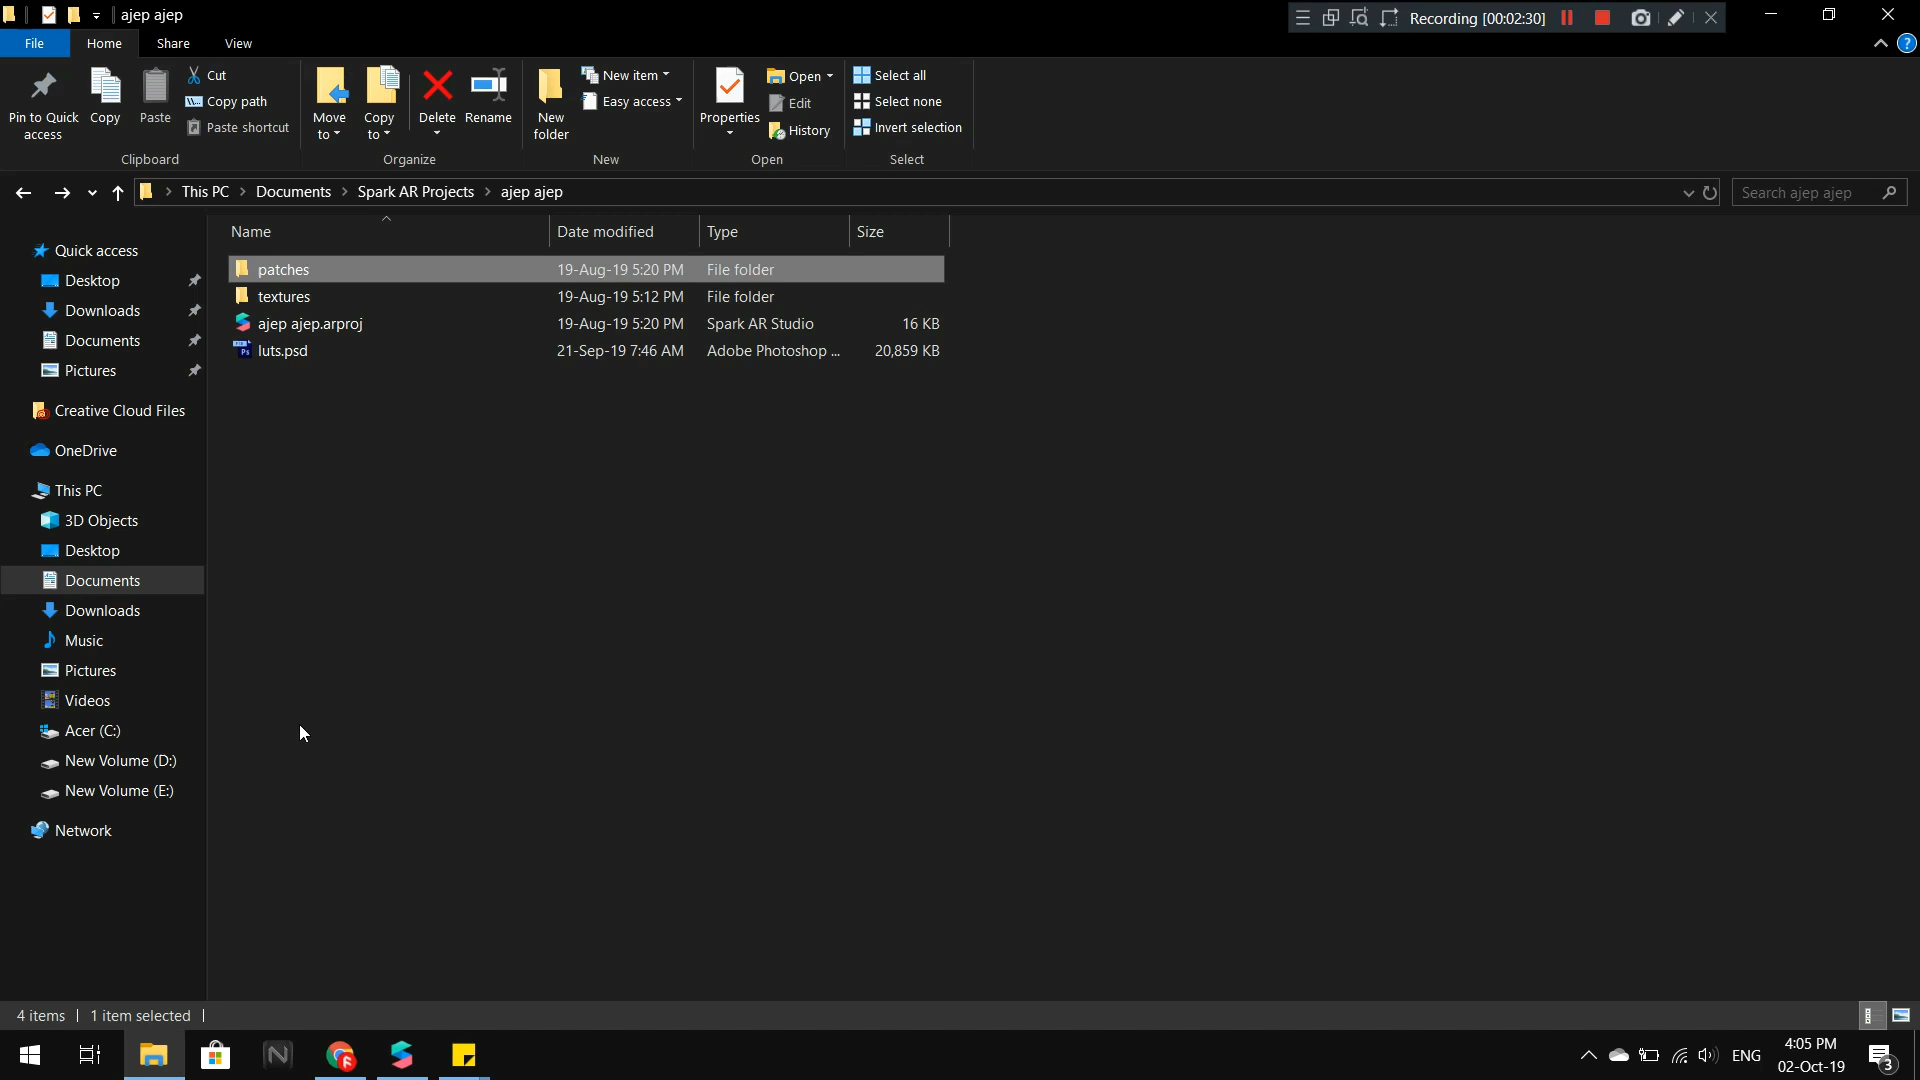 ajep ajep
Recording [00:02:30]
File
Home
Share
View
Pin to Quick access
Copy
Paste
Cut
Copy path
Paste shortcut
Clipboard
Move to
Copy to
Delete
Rename
Organize
New folder
New item
Easy access
New
Properties
Open
Edit
History
Open
Select all
Select none
Invert selection
Select
This PC
Documents
Spark AR Projects
ajep ajep
Search ajep ajep
Name
Date modified
Type
Size
patches 19-Aug-19 5:20 PM File folder
textures 19-Aug-19 5:12 PM File folder
ajep ajep.arproj 19-Aug-19 5:20 PM Spark AR Studio 16 KB
luts.psd 21-Sep-19 7:46 AM Adobe Photoshop ... 20,859 KB
Quick access
Desktop
Downloads
Documents
Pictures
Creative Cloud Files
OneDrive
This PC
3D Objects
Desktop
Documents
Downloads
Music
Pictures
Videos
Acer (C:)
New Volume (D:)
New Volume (E:)
Network
4 items
1 item selected
ENG
4:05 PM
02-Oct-19
3